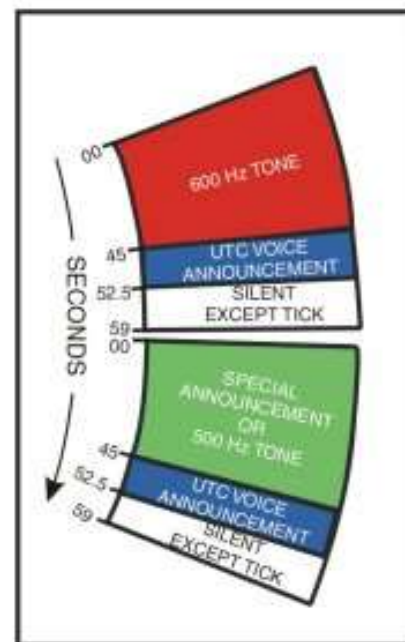 00
600 Hz TONE
45
UTC VOICE
ANNOUNCEMENT
52.5
SILENT
EXCEPT TICK
59
00
SECONDS
SPECIAL
ANNOUNCEMENT
OR
500 Hz TONE
45
UTC VOICE
ANNOUNCEMENT
52.5
SILENT
EXCEPT TICK
59